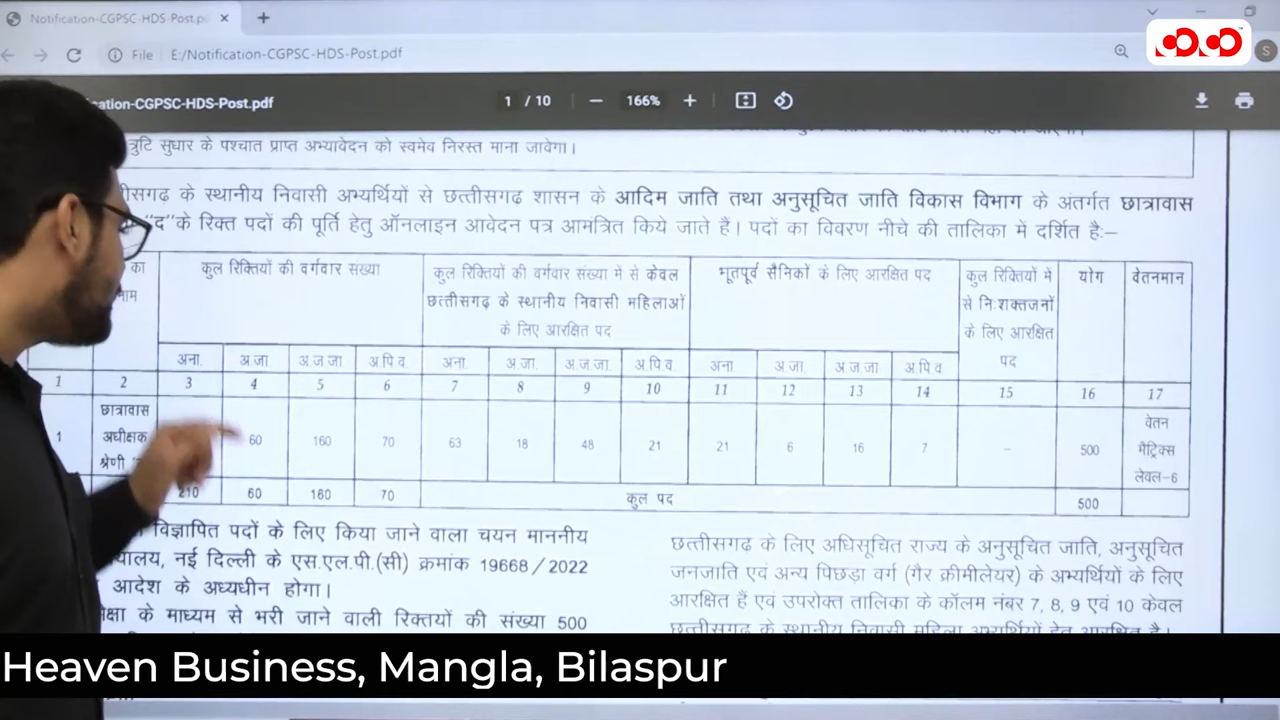 Notification-CGPSC-HDS-Post.p
File E:/Notification-CGPSC-HDS-Post.pdf
S
ation-CGPSC-HDS-Post.pdf 1 / 10 166%
त्रुटि सुधार के पश्चात प्राप्त अभ्यावेदन को स्वमेव निरस्त माना जावेगा।
तीसगढ़ के स्थानीय निवासी अभ्यर्थियों से छत्तीसगढ़ शासन के आदिम जाति तथा अनुसूचित जाति विकास विभाग के अंतर्गत छात्रावास
"द"के रिक्त पदों की पूर्ति हेतु ऑनलाइन आवेदन पत्र आमंत्रित किये जाते हैं। पदों का विवरण नीचे की तालिका में दर्शित है:–
का कुल रिक्तियों की वर्गवार संख्या कुल रिक्तियों की वर्गवार संख्या में से केवल भूतपूर्व सैनिकों के लिए आरक्षित पद कुल रिक्तियों में योग वेतनमान
नाम छत्तीसगढ़ के स्थानीय निवासी महिलाओं से निःशक्तजनों
के लिए आरक्षित पद के लिए आरक्षित
पद
अना. अ.जा अ.ज.जा अ.पि.व. अना. अ.जा. अ.ज.जा. अ.पि.व. अना अ.जा. अ.ज.जा अ.पि.व
1 2 3 4 5 6 7 8 9 10 11 12 13 14 15 16 17
छात्रावास वेतन
1 अधीक्षक 60 160 70 63 18 48 21 21 6 16 7 – 500 मैट्रिक्स
श्रेणी लेवल–6
210 60 160 70 कुल पद 500
विज्ञापित पदों के लिए किया जाने वाला चयन माननीय
यालय, नई दिल्ली के एस.एल.पी.(सी) क्रमांक 19668/2022
आदेश के अध्यधीन होगा।
क्षा के माध्यम से भरी जाने वाली रिक्तियों की संख्या 500
छत्तीसगढ़ के लिए अधिसूचित राज्य के अनुसूचित जाति, अनुसूचित
जनजाति एवं अन्य पिछड़ा वर्ग (गैर क्रीमीलेयर) के अभ्यर्थियों के लिए
आरक्षित हैं एवं उपरोक्त तालिका के कॉलम नंबर 7, 8, 9 एवं 10 केवल
छत्तीसगढ़ के स्थानीय निवासी महिला अभ्यर्थियों हेतु आरक्षित है।
Heaven Business, Mangla, Bilaspur